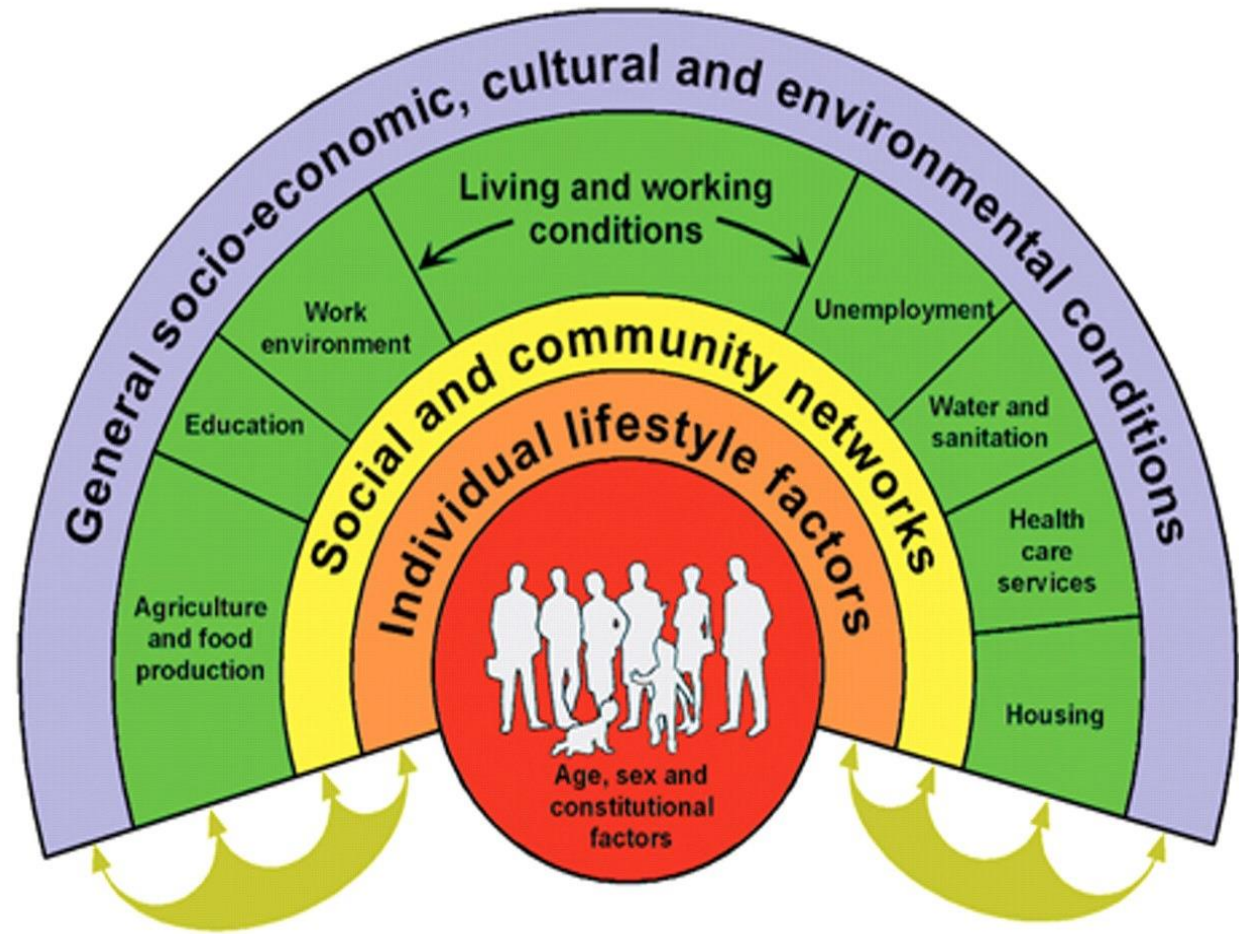 General socio-economic, cultural and environmental conditions
Living and working
conditions
Work
environment
Unemployment
Education
Water and
sanitation
Agriculture
and food
production
Health
care
services
Housing
Social and community networks
Individual lifestyle factors
Age, sex and
constitutional
factors